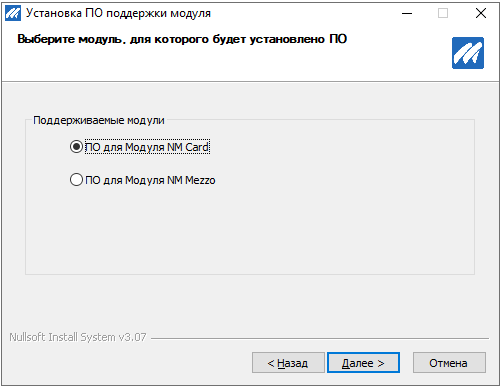 Установка ПО поддержки модуля
Выберите модуль, для которого будет установлено ПО
Поддерживаемые модули
ПО для Модуля NM Card
ПО для Модуля NM Mezzo
Nullsoft Install System v3.07
< Назад
Далее >
Отмена